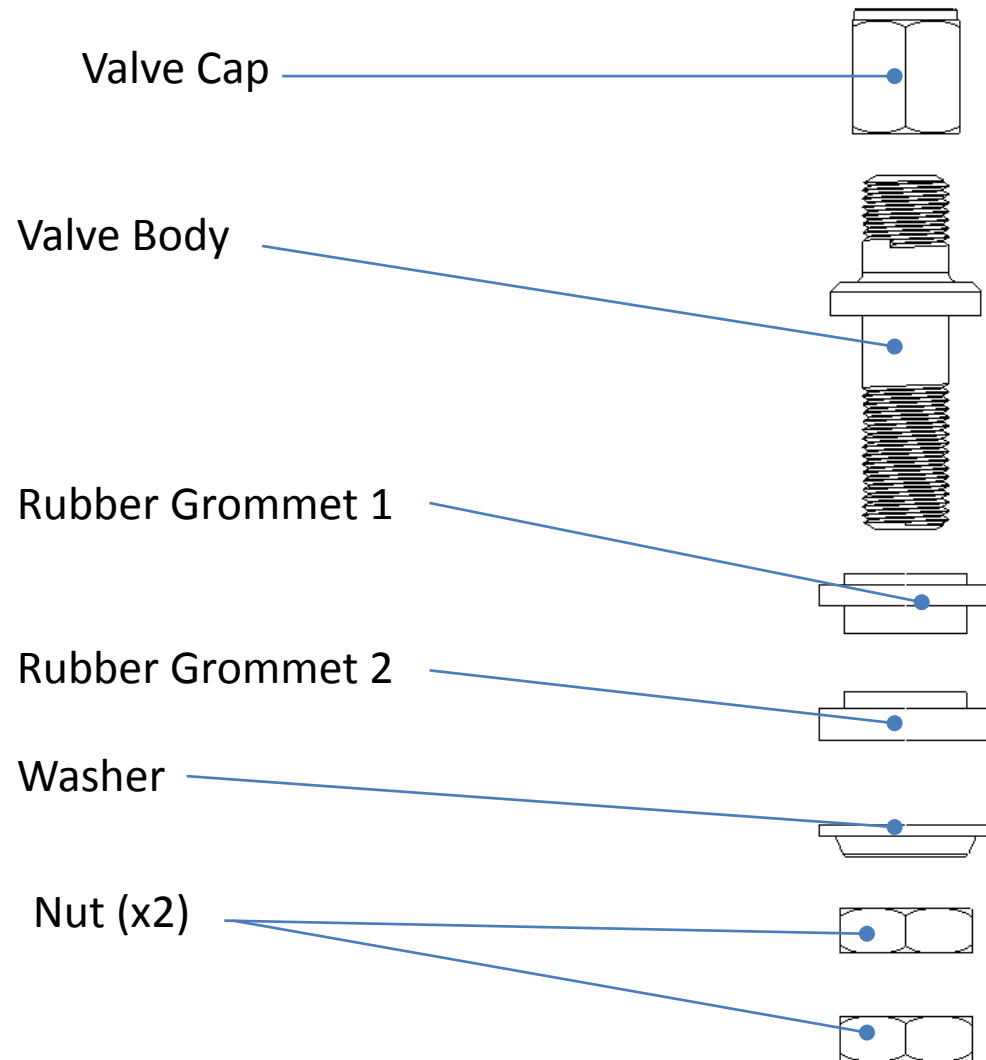 Valve Cap
Valve Body
Rubber Grommet 1
Rubber Grommet 2
Washer
Nut (x2)